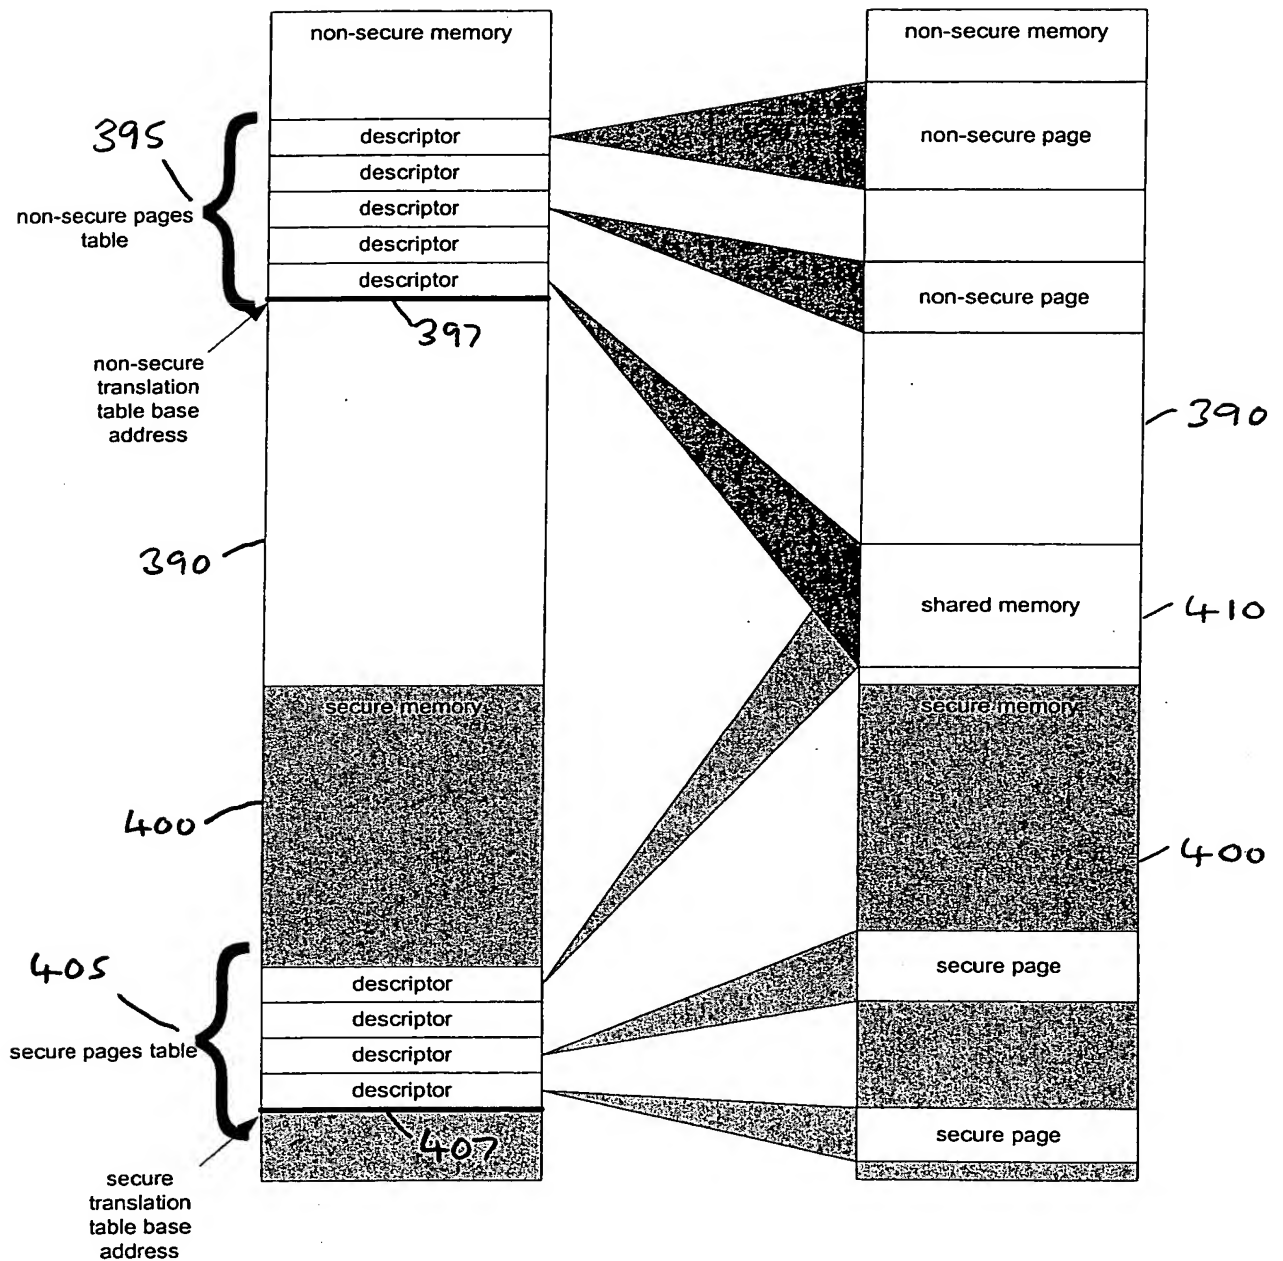 non-secure memory
non-secure memory
395
descriptor
non-secure page
descriptor
non-secure pages
table
descriptor
descriptor
descriptor
non-secure page
397
non-secure
translation
table base
address
390
390
shared memory
410
secure memory
secure memory
400
400
405
descriptor
secure page
descriptor
secure pages table
descriptor
descriptor
407
secure page
secure
translation
table base
address